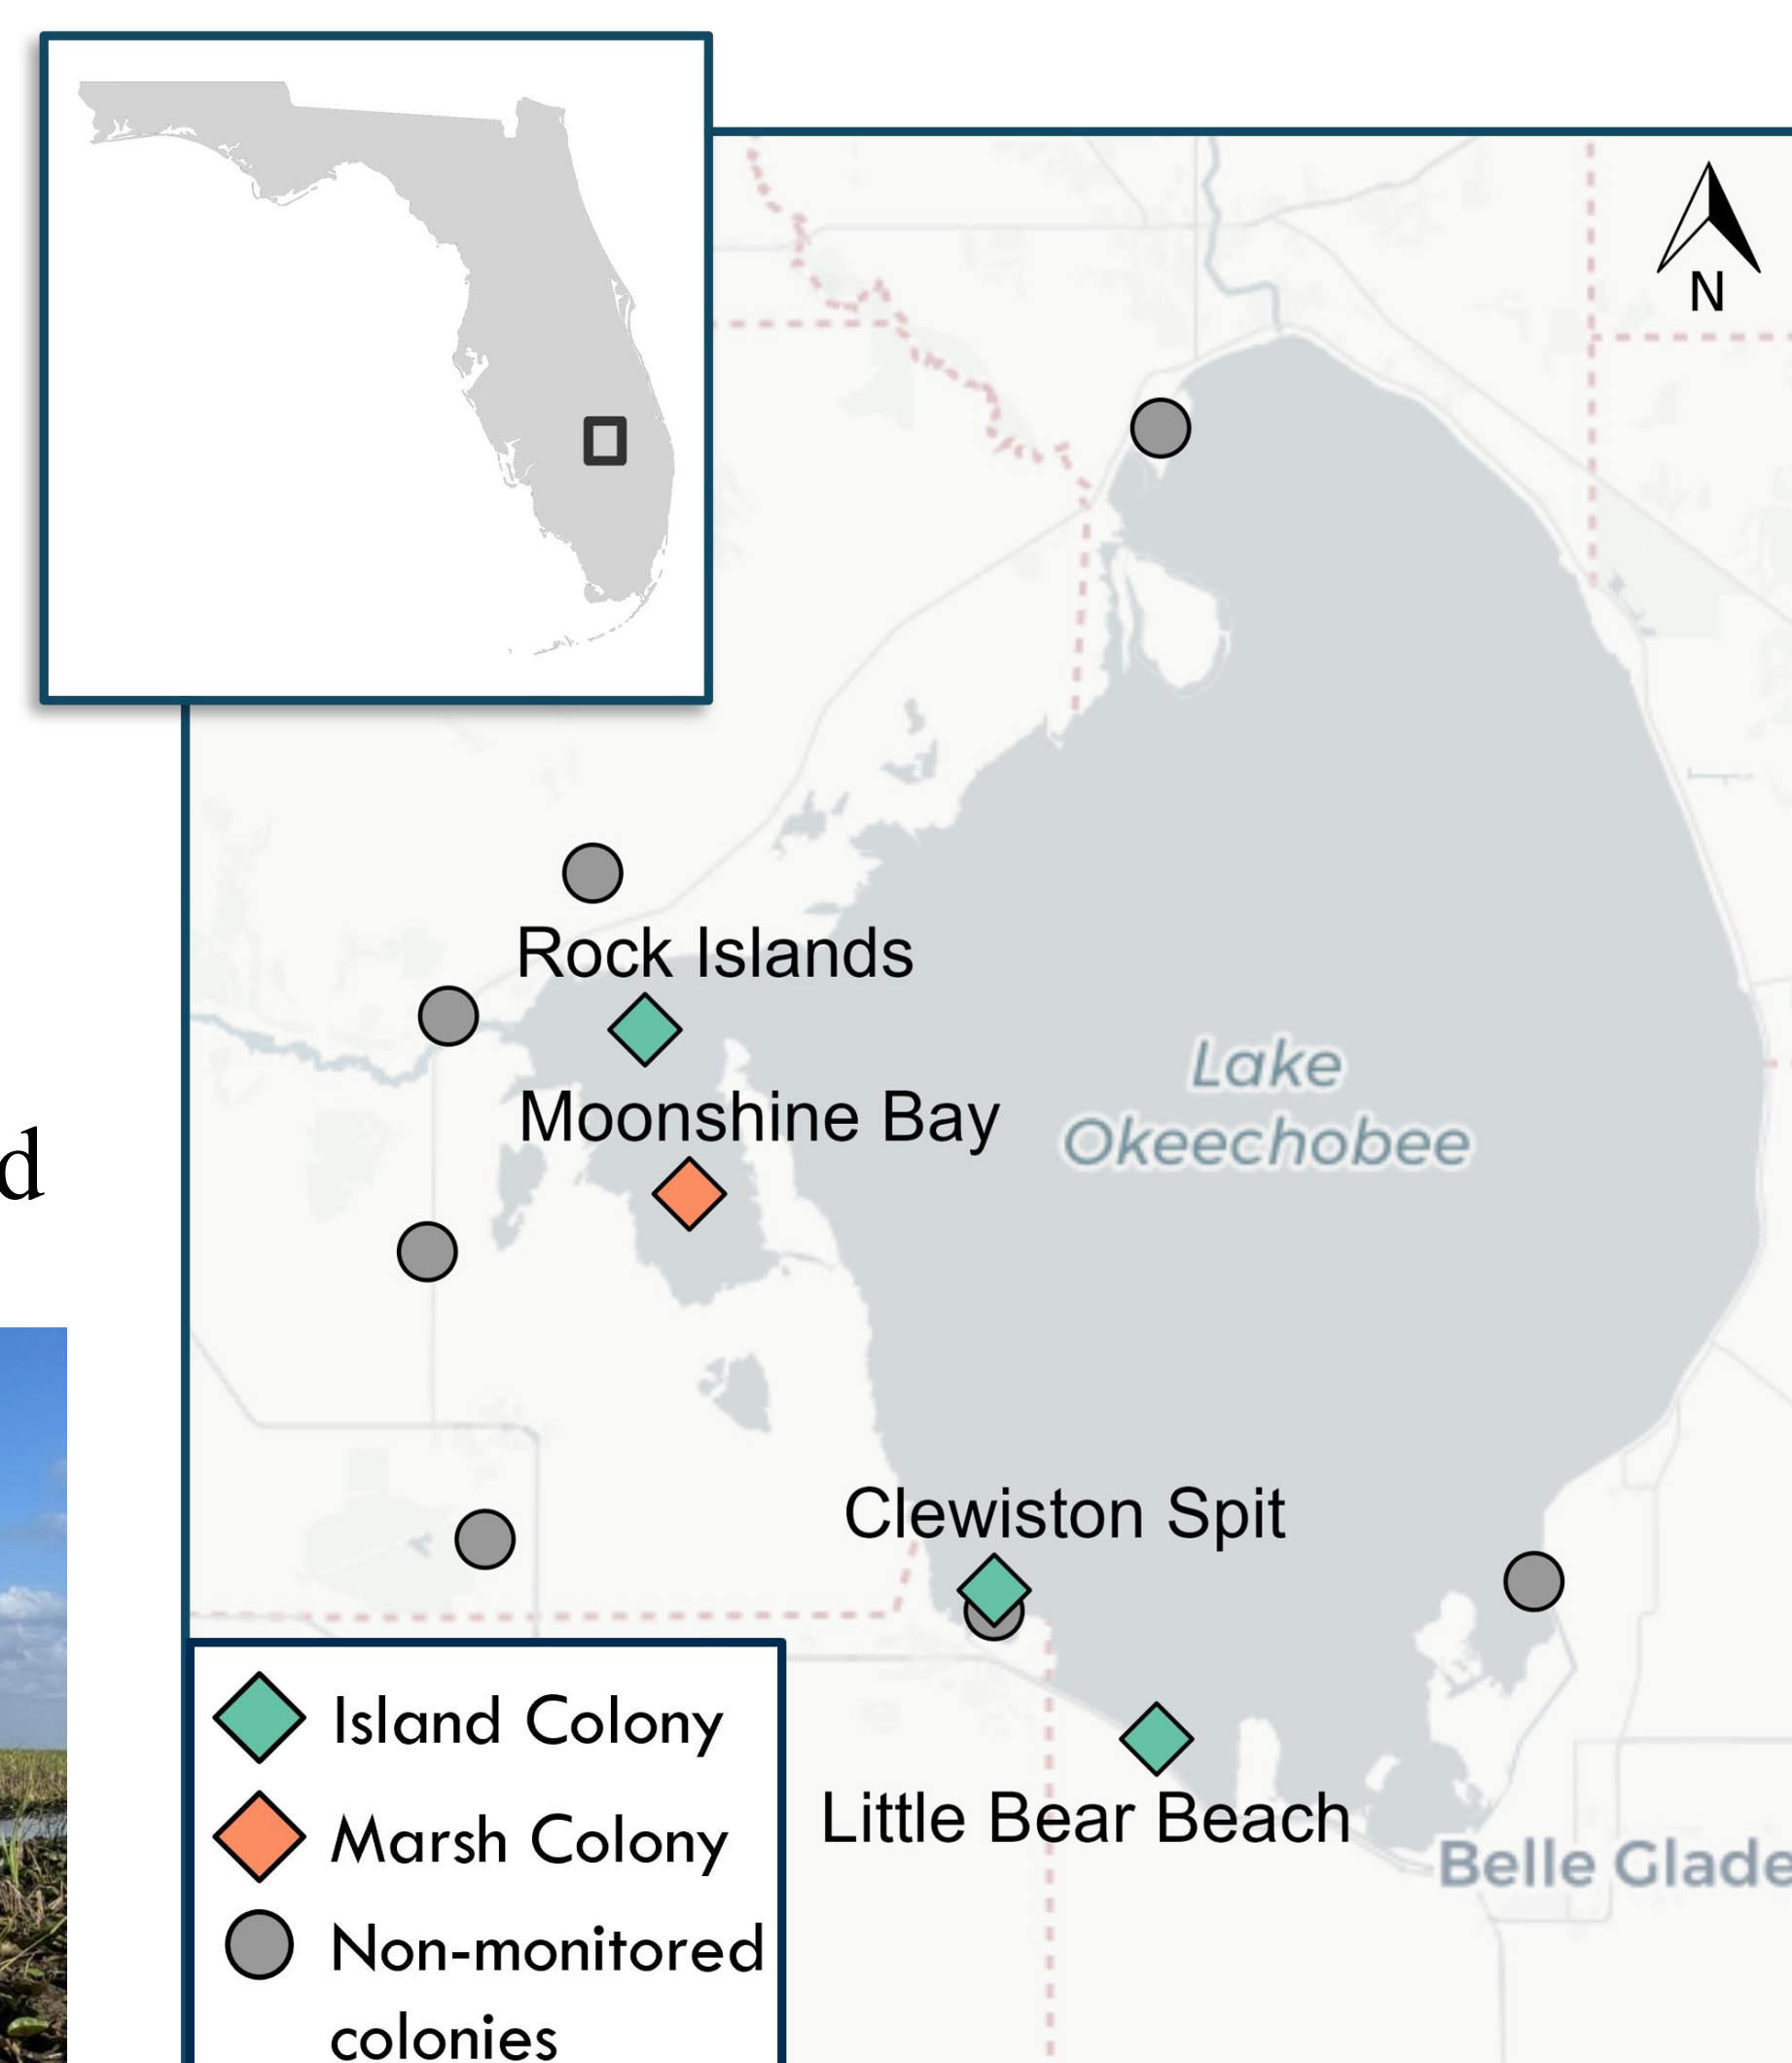 N
Rock Islands
Moonshine Bay
Lake
Okeechobee
d
Clewiston Spit
Little Bear Beach
Belle Glade
Island Colony
Marsh Colony
Non-monitored
colonies